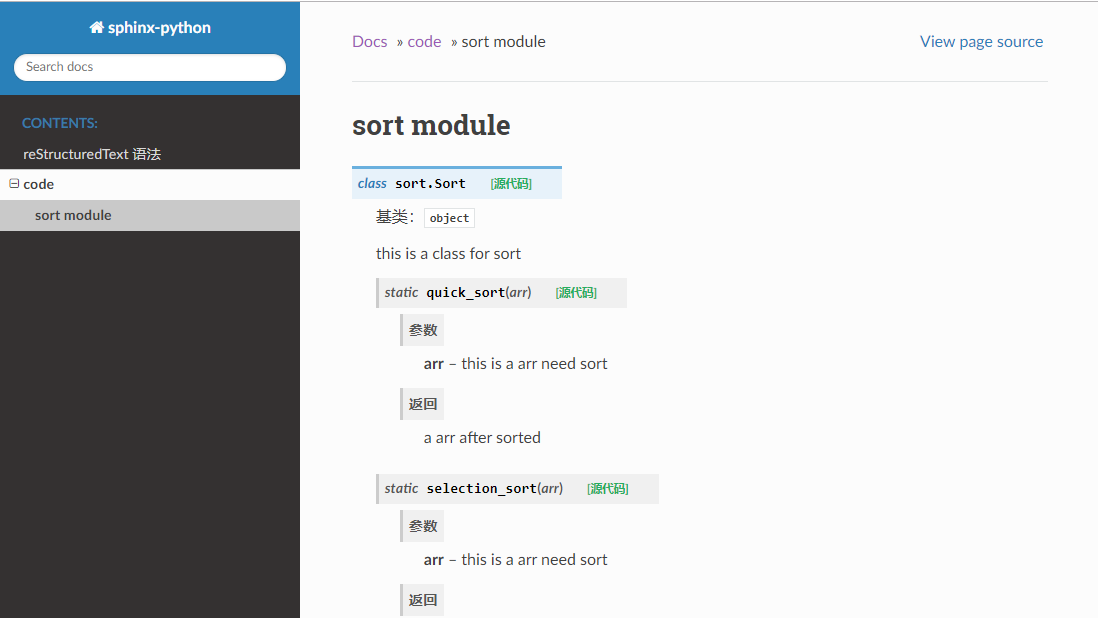 sphinx-python
Search docs
CONTENTS:
reStructuredText 语法
code
sort module
Docs » code » sort module
View page source
sort module
class sort.Sort [源代码]
基类： object
this is a class for sort
static quick_sort(arr) [源代码]
参数
arr – this is a arr need sort
返回
a arr after sorted
static selection_sort(arr) [源代码]
参数
arr – this is a arr need sort
返回